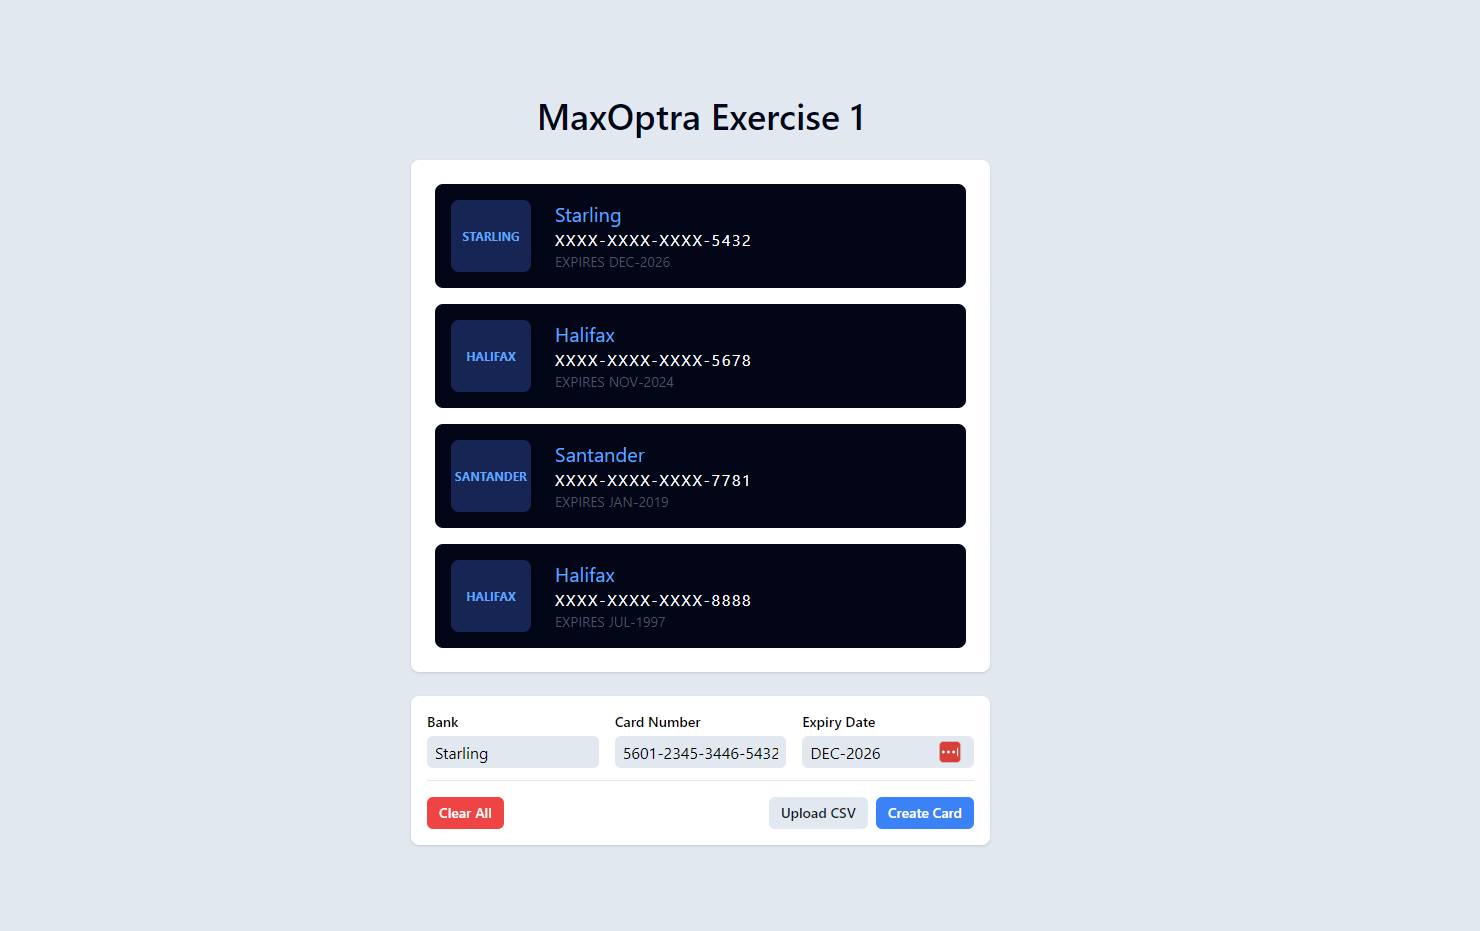 MaxOptra Exercise 1
STARLING
Starling
XXXX-XXXX-XXXX-5432
EXPIRES DEC-2026
HALIFAX
Halifax
XXXX-XXXX-XXXX-5678
EXPIRES NOV-2024
SANTANDER
Santander
XXXX-XXXX-XXXX-7781
EXPIRES JAN-2019
HALIFAX
Halifax
XXXX-XXXX-XXXX-8888
EXPIRES JUL-1997
Bank Card Number Expiry Date
Starling 5601-2345-3446-5432 DEC-2026
Clear All Upload CSV Create Card